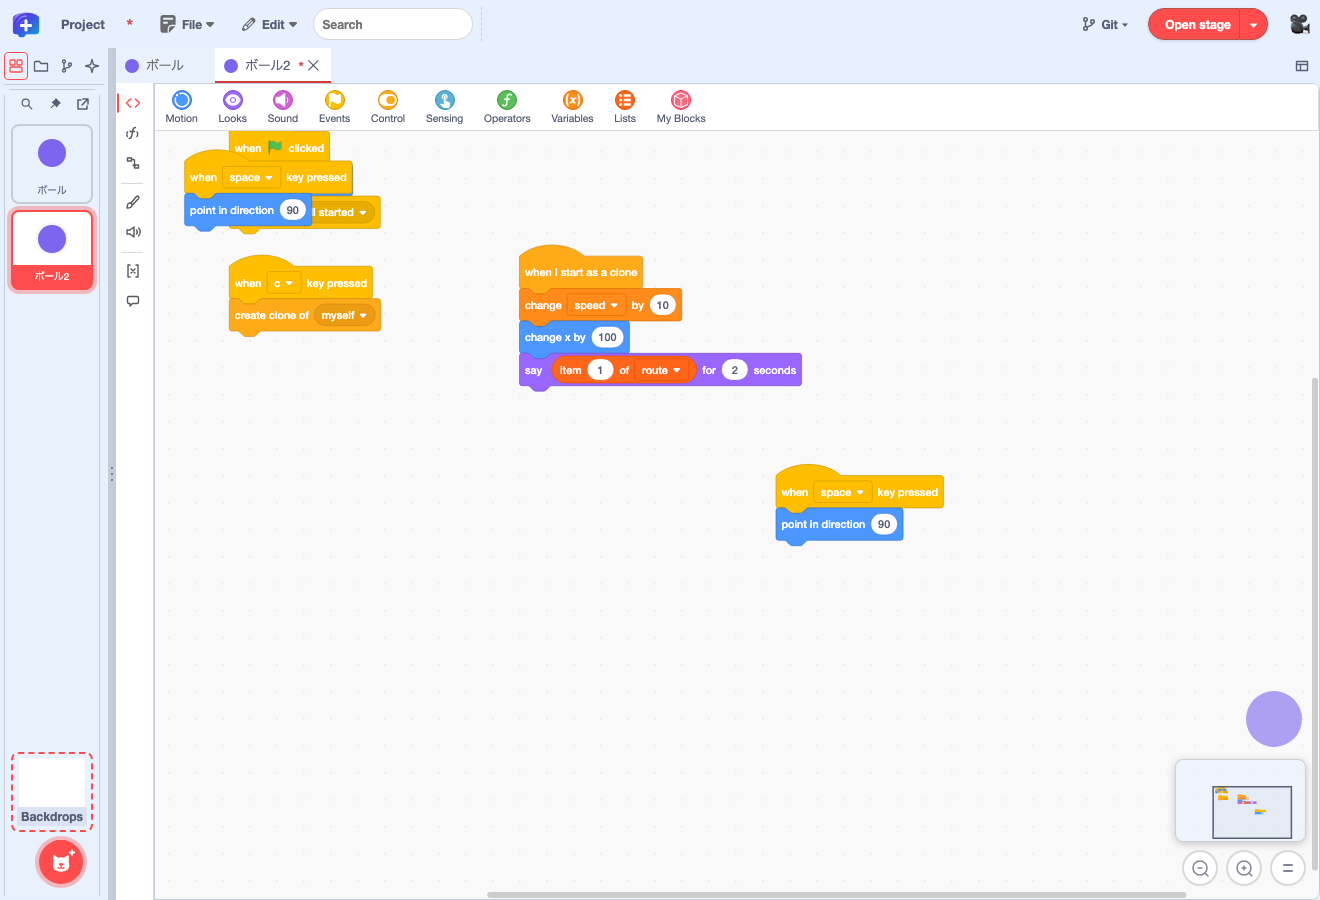 Project * File Edit Search Git Open stage
ボール ボール2 *
Motion Looks Sound Events Control Sensing Operators Variables Lists My Blocks
when clicked
when space key pressed
point in direction 90
started
when c key pressed
create clone of myself
when I start as a clone
change speed by 10
change x by 100
say item 1 of route for 2 seconds
when space key pressed
point in direction 90
ボール
ボール2
Backdrops